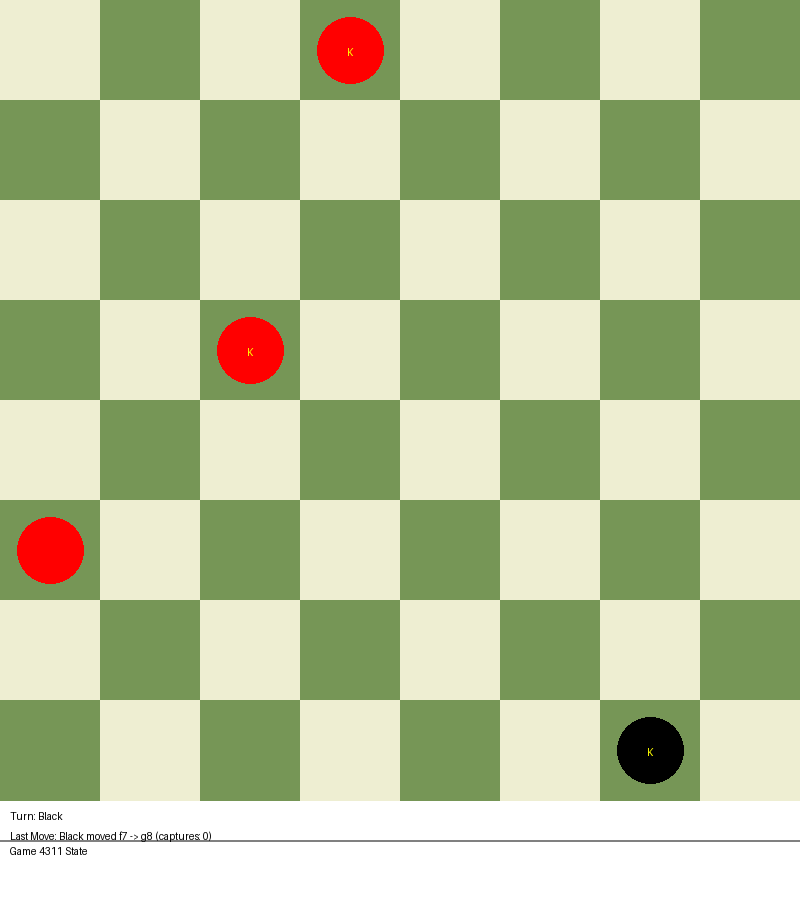 K
K
K
Turn: Black
Last Move: Black moved f7 -> g8 (captures: 0)
Game 4311 State